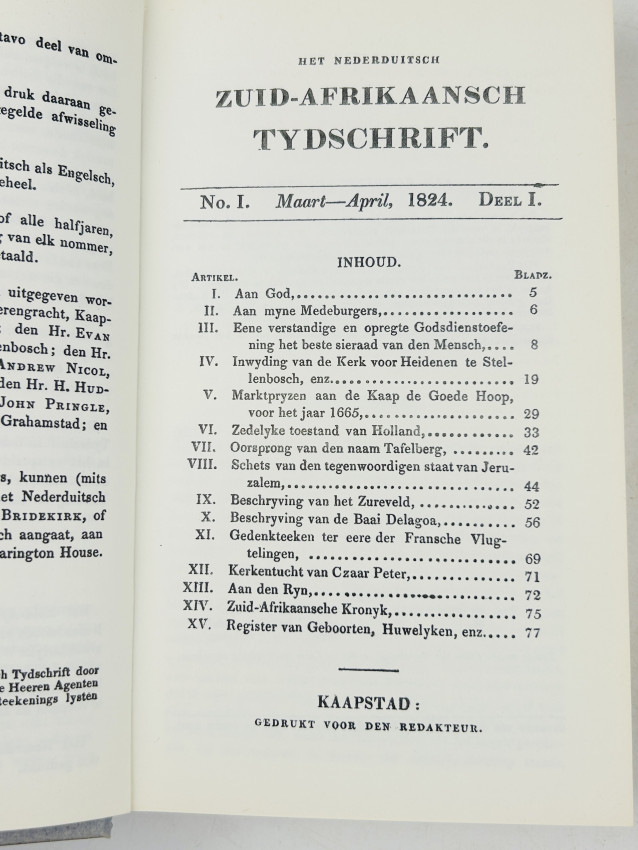 tavo deel van om-
druk daaraan ge-
egelde afwisseling
itsch als Engelsch,
eheel.
of alle halfjaren,
van elk nommer,
taald.
uitgegeven wor-
erengracht, Kaap-
; den Hr. EVAN
nbosch; den Hr.
ANDREW NICOL,
den Hr. H. HUD-
JOHN PRINGLE,
Grahamstad; en
s, kunnen (mits
et Nederduitsch
BRIDEKIRK, of
ch aangaat, aan
arington House.
h Tydschrift door
e Heeren Agenten
teekenings lysten
HET NEDERDUITSCH
ZUID-AFRIKAANSCH
TYDSCHRIFT.
No. I. Maart—April, 1824. DEEL I.
INHOUD.
ARTIKEL. BLADZ.
I. Aan God,.................................. 5
II. Aan myne Medeburgers,..................... 6
III. Eene verstandige en opregte Godsdienstoefe-
ning het beste sieraad van den Mensch,.... 8
IV. Inwyding van de Kerk voor Heidenen te Stel-
lenbosch, enz............................ 19
V. Marktpryzen aan de Kaap de Goede Hoop,
voor het jaar 1665,..................... 29
VI. Zedelyke toestand van Holland,............ 33
VII. Oorsprong van den naam Tafelberg, ......... 42
VIII. Schets van den tegenwoordigen staat van Jeru-
zalem,.................................. 44
IX. Beschryving van het Zureveld,............. 52
X. Beschryving van de Baai Delagoa,........... 56
XI. Gedenkteeken ter eere der Fransche Vlug-
telingen, ................................ 69
XII. Kerkentucht van Czaar Peter,................ 71
XIII. Aan den Ryn,............................... 72
XIV. Zuid-Afrikaansche Kronyk,................... 75
XV. Register van Geboorten, Huwelyken, enz..... 77
KAAPSTAD:
GEDRUKT VOOR DEN REDAKTEUR.